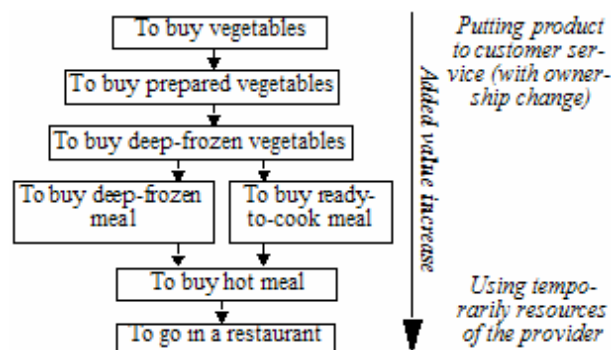 To buy vegetables
To buy prepared vegetables
To buy deep-frozen vegetables
To buy deep-frozen
meal
To buy ready-
to-cook meal
To buy hot meal
To go in a restaurant
Added value increase
Putting product
to customer ser-
vice (with owner-
ship change)
Using tempo-
rarily resources
of the provider